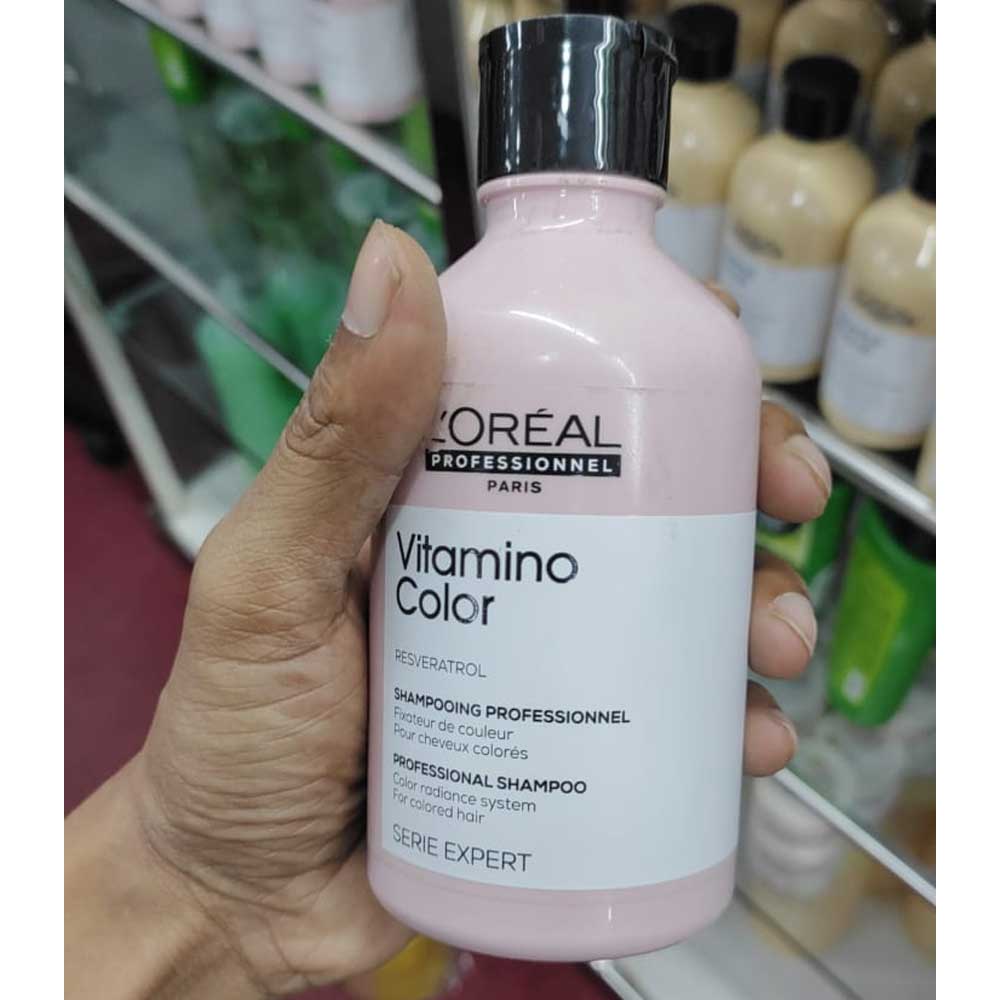 L'ORÉAL
PROFESSIONNEL
PARIS
Vitamino
Color
RESVERATROL
SHAMPOOING PROFESSIONNEL
Fixateur de couleur
Pour cheveux colorés
PROFESSIONAL SHAMPOO
Color radiance system
For colored hair
SERIE EXPERT